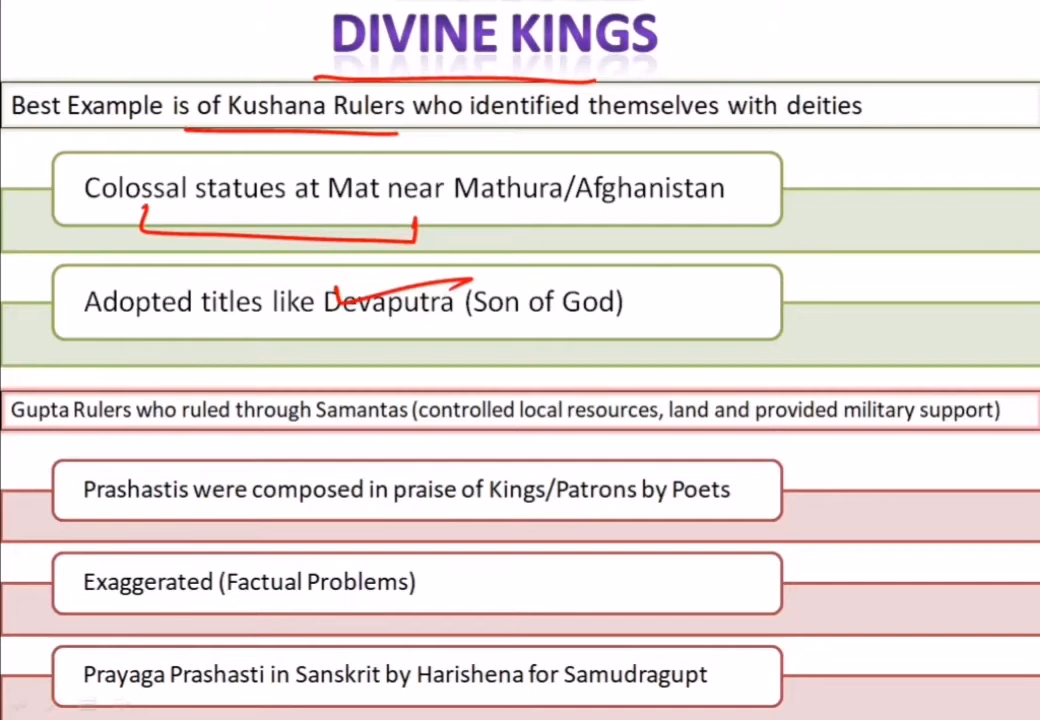 DIVINE KINGS
Best Example is of Kushana Rulers who identified themselves with deities
Colossal statues at Mat near Mathura/Afghanistan
Adopted titles like Devaputra (Son of God)
Gupta Rulers who ruled through Samantas (controlled local resources, land and provided military support)
Prashastis were composed in praise of Kings/Patrons by Poets
Exaggerated (Factual Problems)
Prayaga Prashasti in Sanskrit by Harishena for Samudragupt